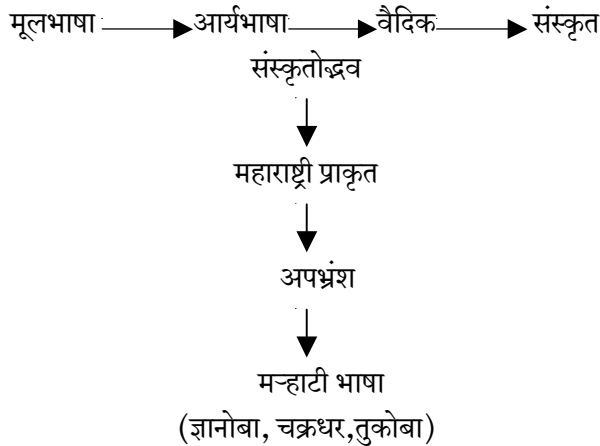 मूलभाषा आर्यभाषा वैदिक संस्कृत
संस्कृतोद्भव
महाराष्ट्री प्राकृत
अपभ्रंश
मऱ्हाटी भाषा
(ज्ञानोबा, चक्रधर,तुकोबा)